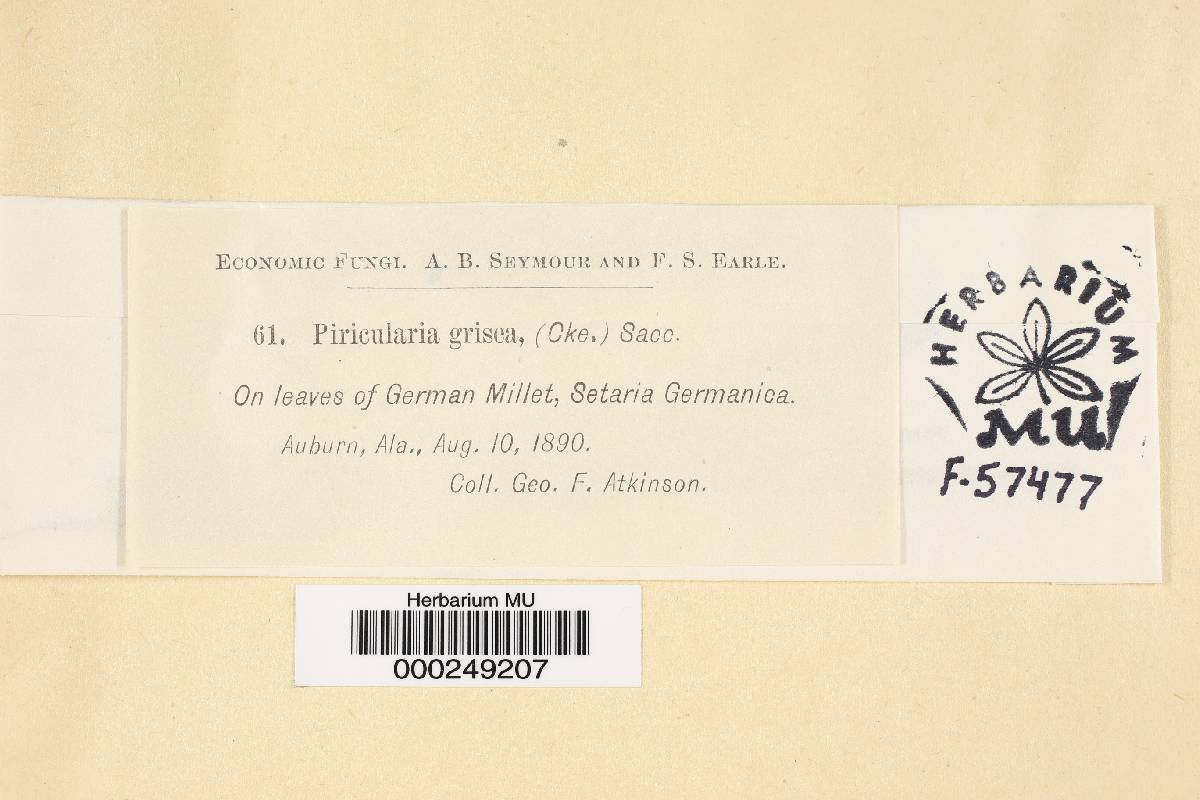 ECONOMIC FUNGI. A. B. SEYMOUR AND F. S. EARLE.
61. Piricularia grisea, (Cke.) Sacc.
On leaves of German Millet, Setaria Germanica.
Auburn, Ala., Aug. 10, 1890.
Coll. Geo. F. Atkinson.
HERBARIUM
MU
F-57477
Herbarium MU
000249207